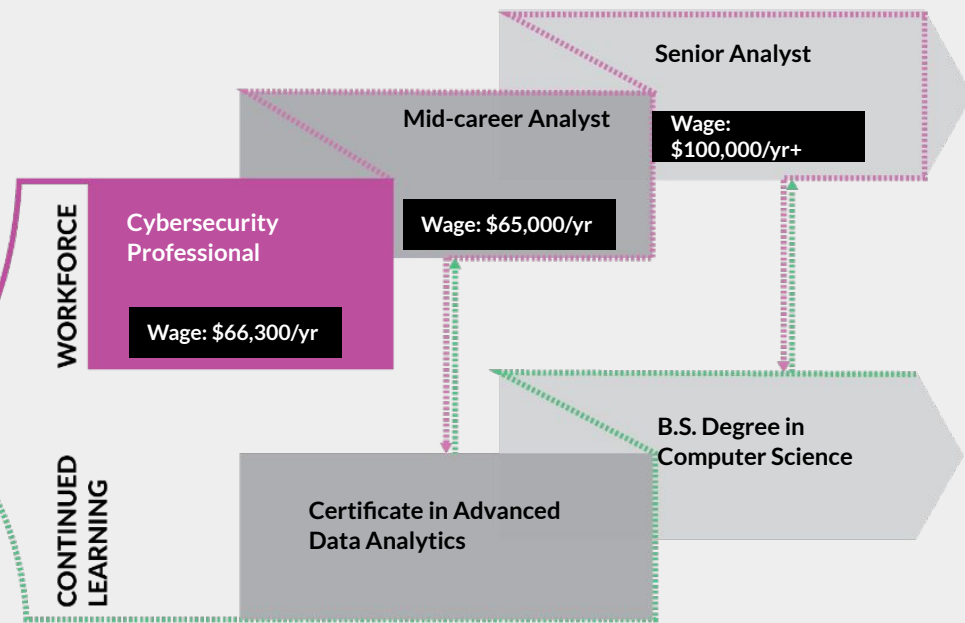 Senior Analyst
Wage:
$100,000/yr+
Mid-career Analyst
Wage: $65,000/yr
WORKFORCE
Cybersecurity
Professional
Wage: $66,300/yr
CONTINUED
LEARNING
B.S. Degree in
Computer Science
Certificate in Advanced
Data Analytics